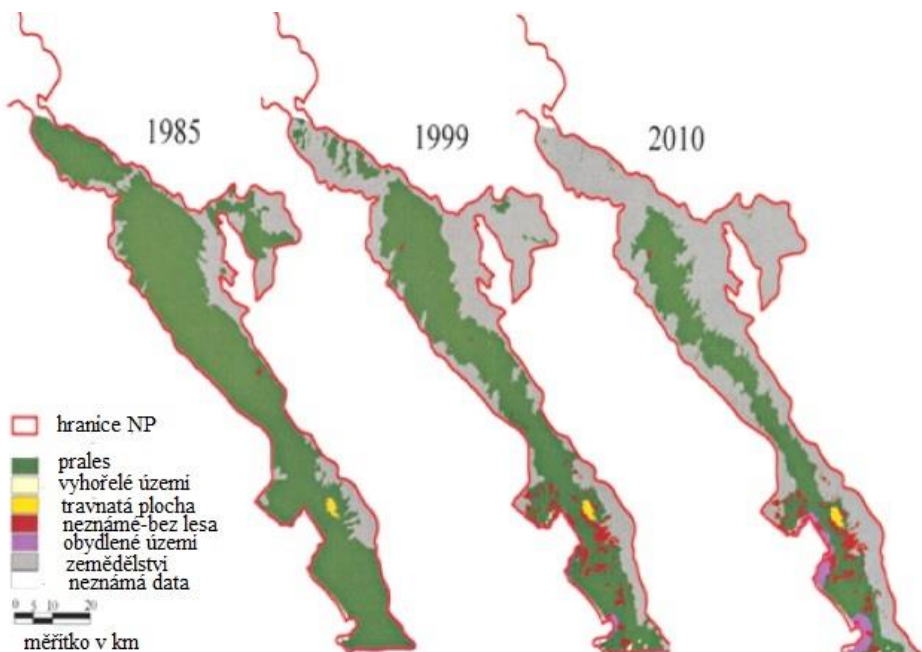 1985
1999
2010
hranice NP
prales
vyhořelé území
travnatá plocha
neznámé-bez lesa
obydlené území
zemědělství
neznámá data
0 5 10 20
měřítko v km